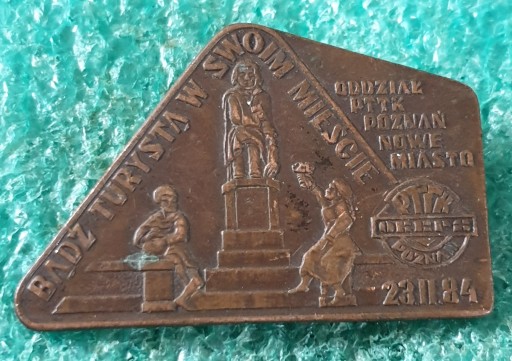 BĄDŹ TURYSTĄ W SWOIM MIEŚCIE
ODDZIAŁ
PTTK
POZNAŃ
NOWE
MIASTO
PTTK
POZNAŃ
23.II.84